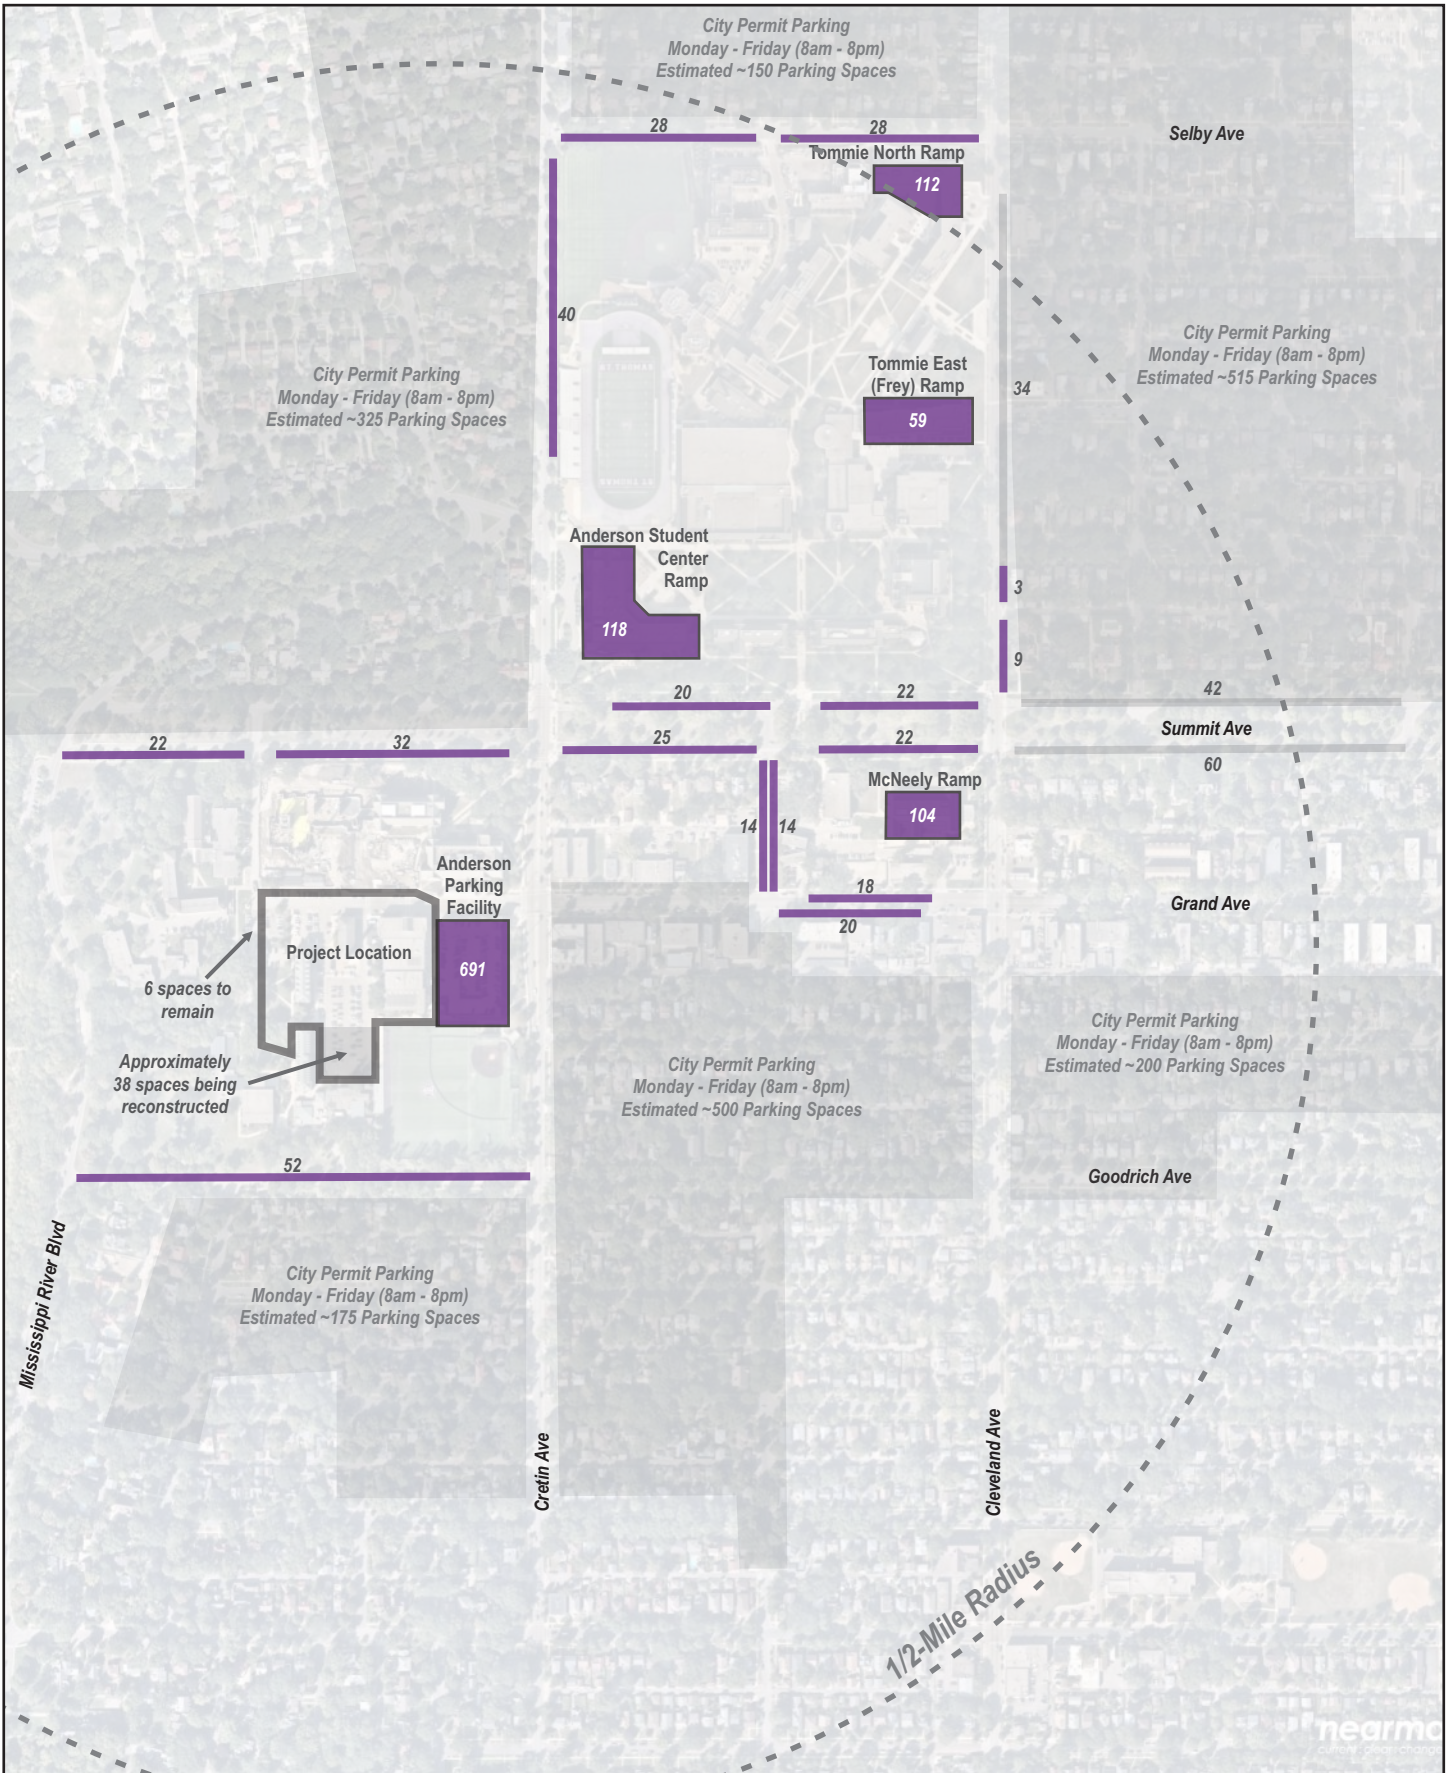 City Permit Parking
Monday - Friday (8am - 8pm)
Estimated ~150 Parking Spaces
28
28
Selby Ave
Tommie North Ramp
112
40
City Permit Parking
Monday - Friday (8am - 8pm)
Estimated ~515 Parking Spaces
City Permit Parking
Monday - Friday (8am - 8pm)
Estimated ~325 Parking Spaces
Tommie East
(Frey) Ramp
59
34
Anderson Student
Center
Ramp
118
3
9
20
22
42
Summit Ave
22
32
25
22
60
McNeely Ramp
104
14
14
Anderson
Parking
Facility
691
18
20
Grand Ave
Project Location
6 spaces to
remain
Approximately
38 spaces being
reconstructed
City Permit Parking
Monday - Friday (8am - 8pm)
Estimated ~500 Parking Spaces
City Permit Parking
Monday - Friday (8am - 8pm)
Estimated ~200 Parking Spaces
52
Goodrich Ave
Mississippi River Blvd
City Permit Parking
Monday - Friday (8am - 8pm)
Estimated ~175 Parking Spaces
Cretin Ave
Cleveland Ave
1/2-Mile Radius
nearma